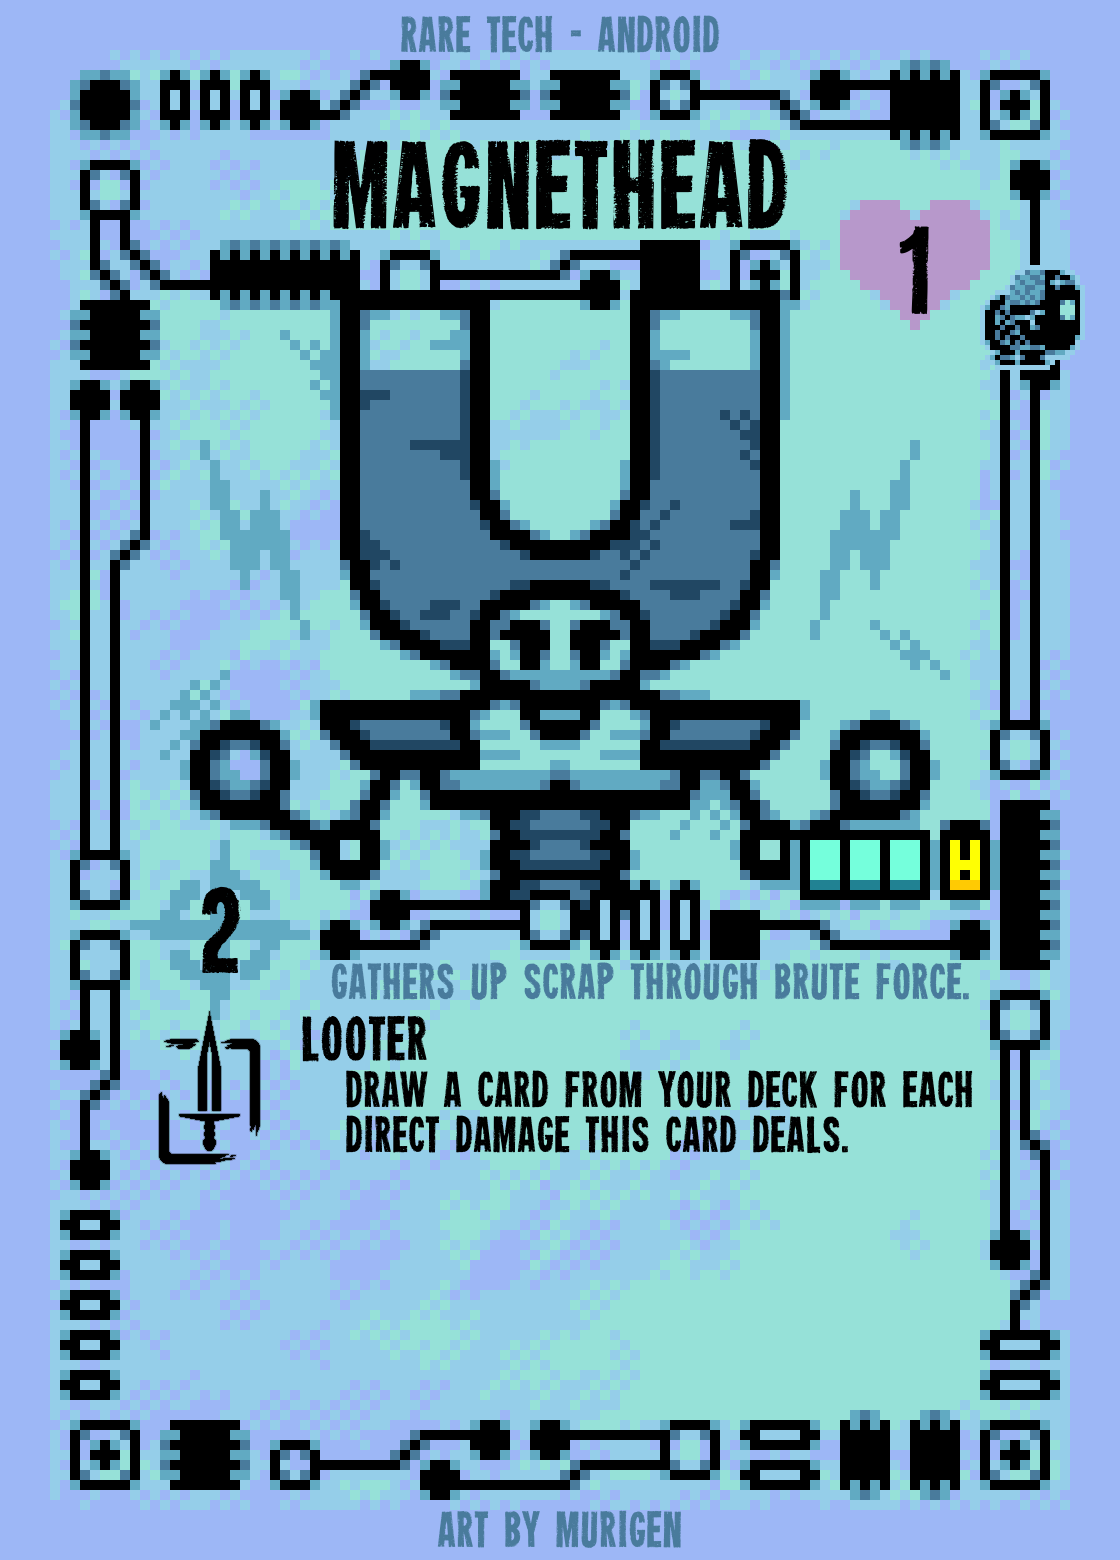 RARE TECH - ANDROID
MAGNETHEAD
1
2
GATHERS UP SCRAP THROUGH BRUTE FORCE.
LOOTER
DRAW A CARD FROM YOUR DECK FOR EACH
DIRECT DAMAGE THIS CARD DEALS.
ART BY MURIGEN